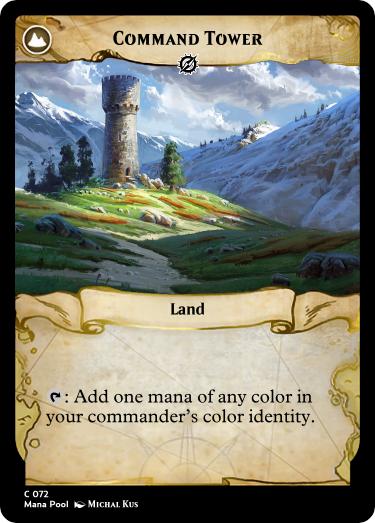 Command Tower
Land
: Add one mana of any color in
your commander's color identity.
C 072
Mana Pool Michal Kus